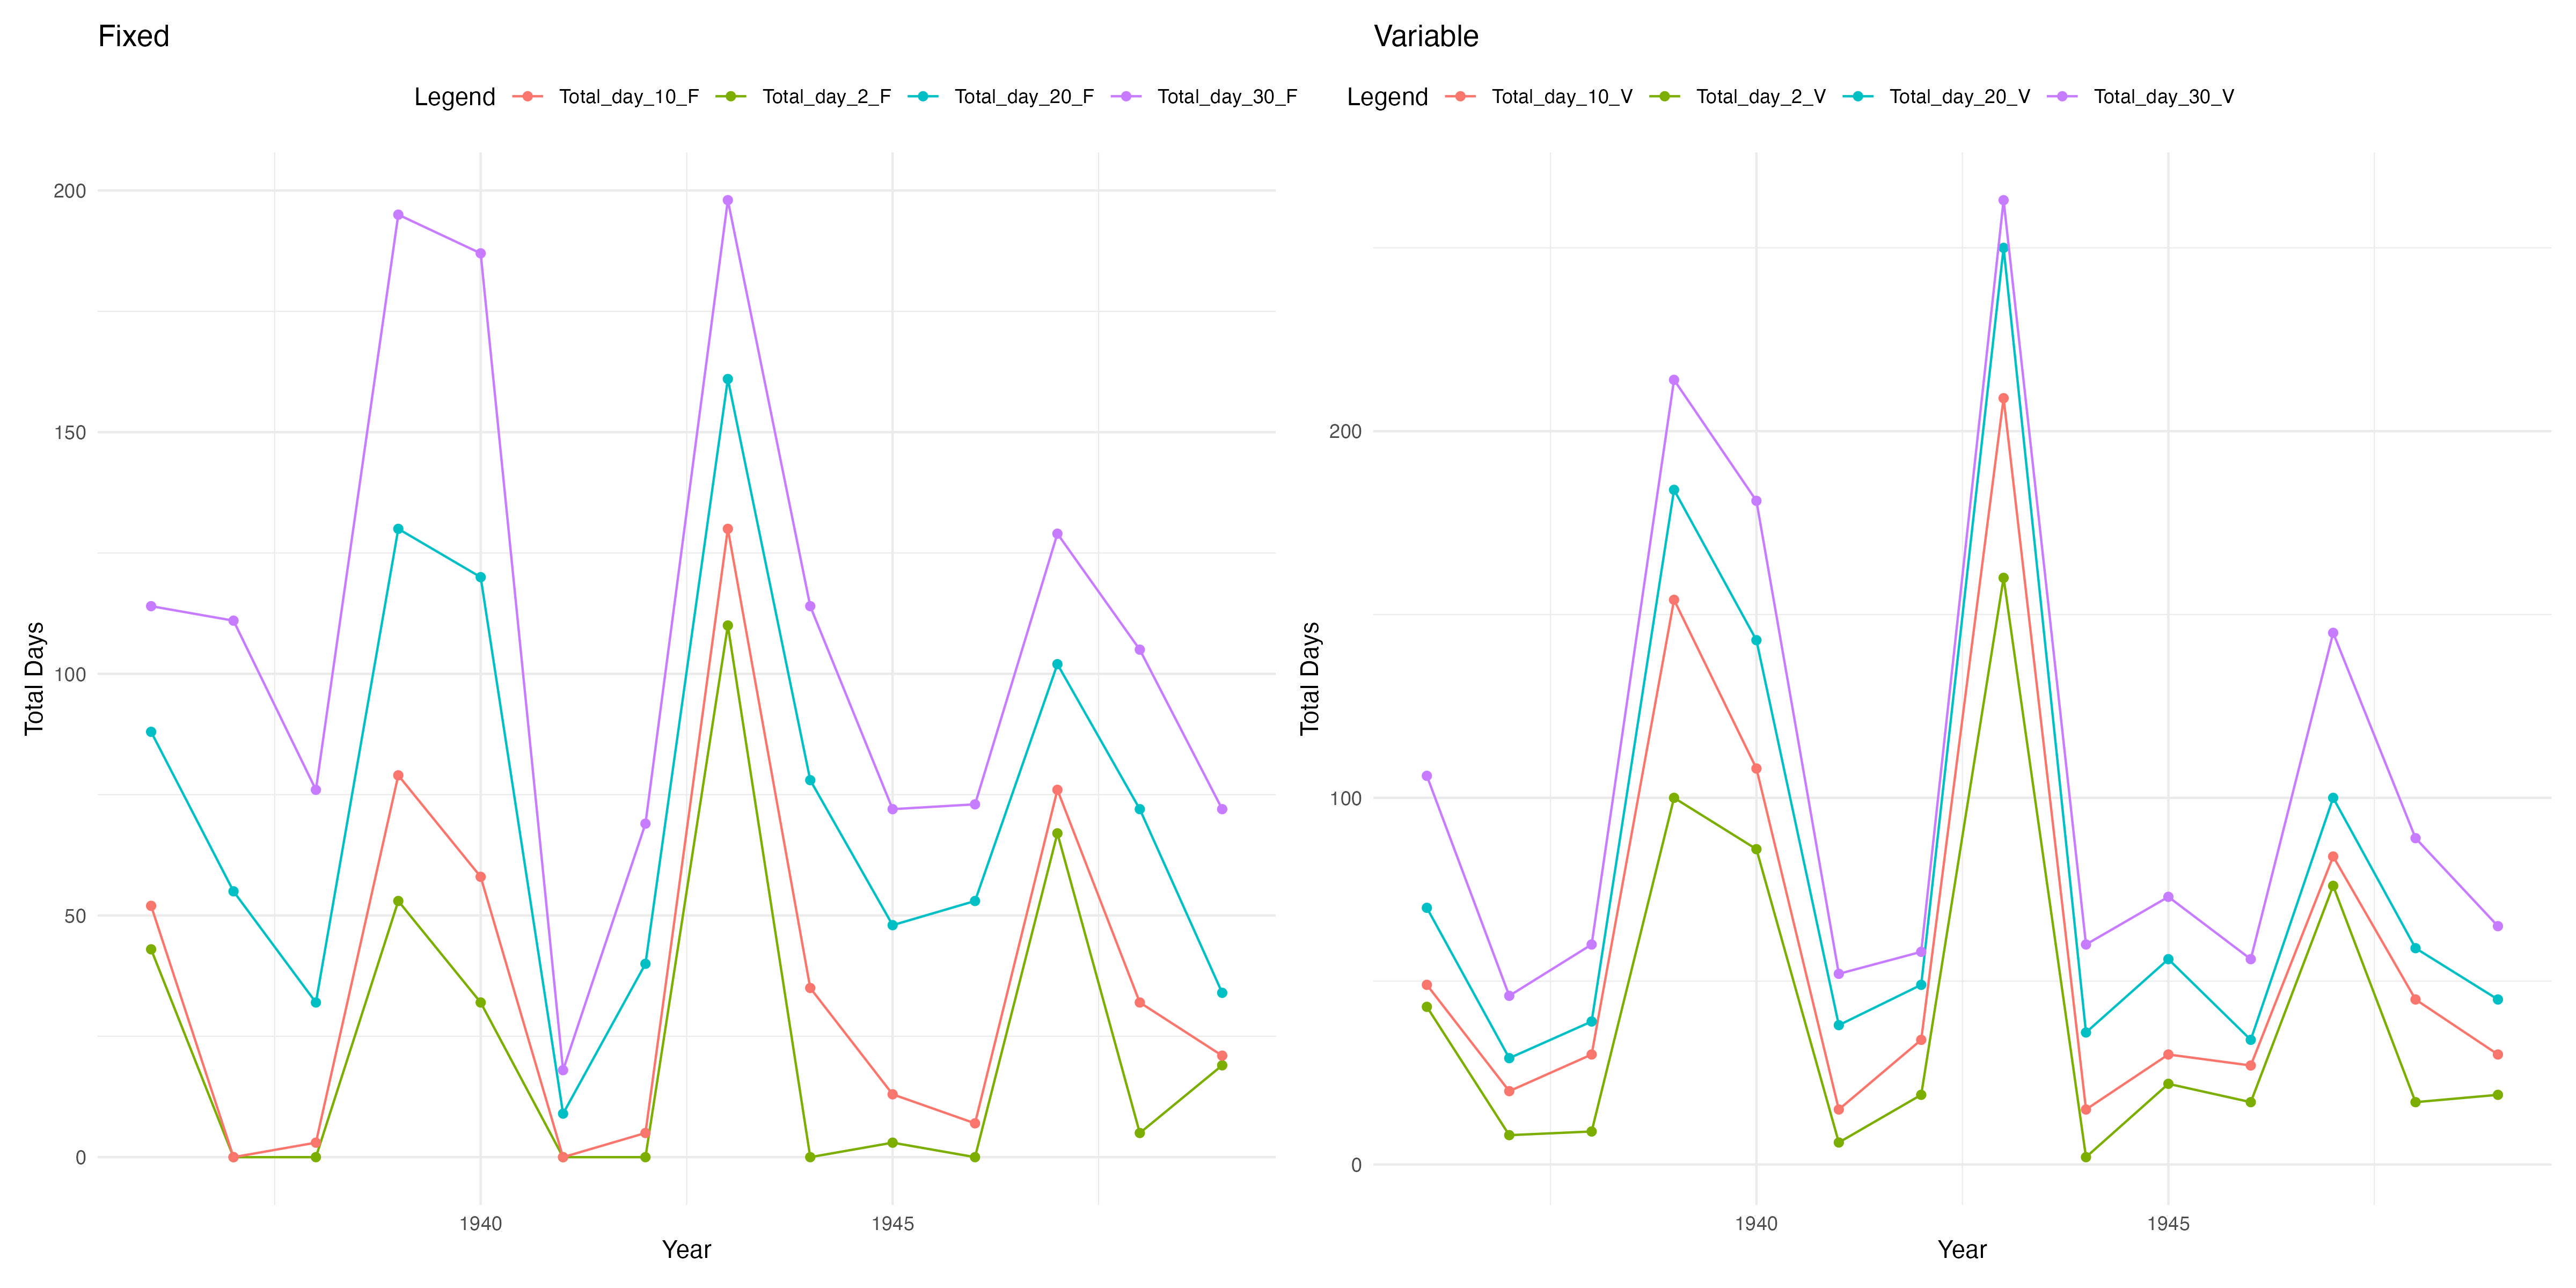 Fixed
Legend Total_day_10_F Total_day_2_F Total_day_20_F Total_day_30_F
200
150
100
50
0
Total Days
1940 1945
Year
Variable
Legend Total_day_10_V Total_day_2_V Total_day_20_V Total_day_30_V
200
100
0
Total Days
1940 1945
Year